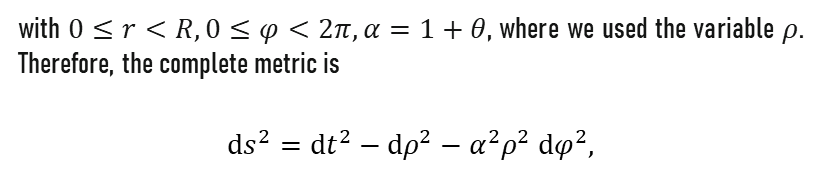 with 0 ≤ r < R, 0 ≤ φ < 2π, α = 1 + θ, where we used the variable ρ.
Therefore, the complete metric is
ds² = dt² − dρ² − α²ρ² dφ²,